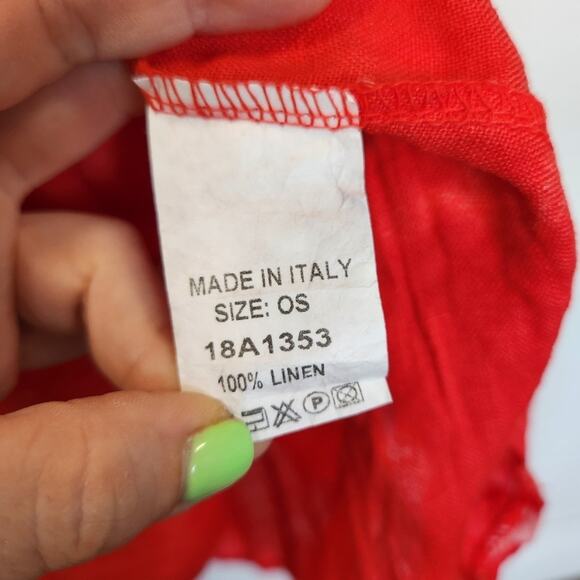 MADE IN ITALY
SIZE: OS
18A1353
100% LINEN
P